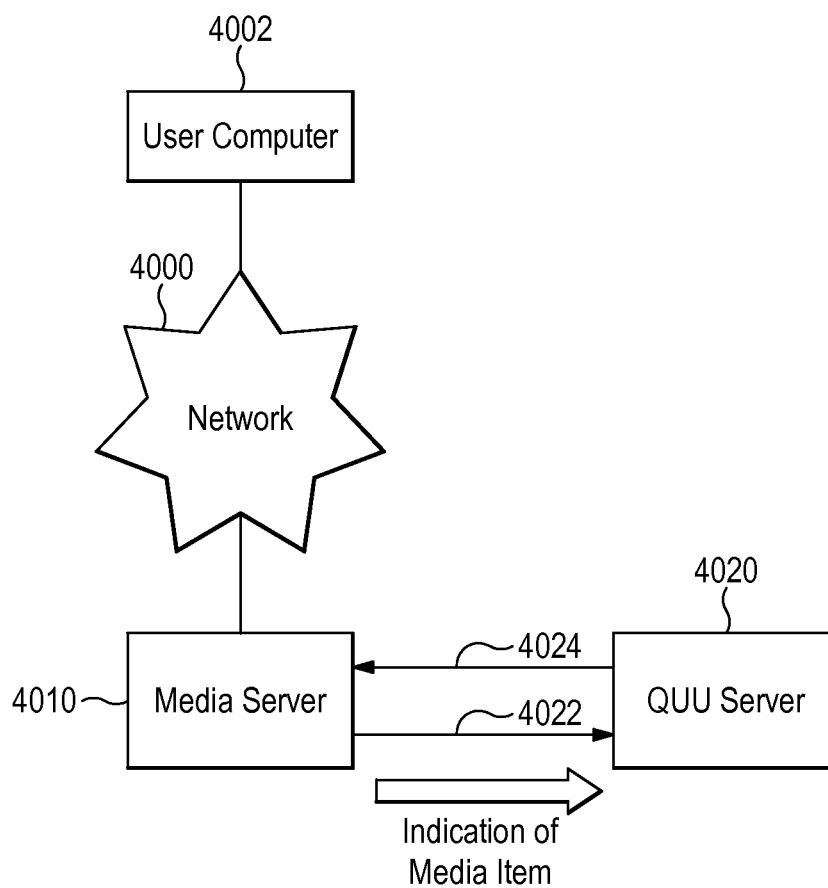 4002
User Computer
4000
Network
4020
4010
Media Server
4024
4022
QUU Server
Indication of
Media Item